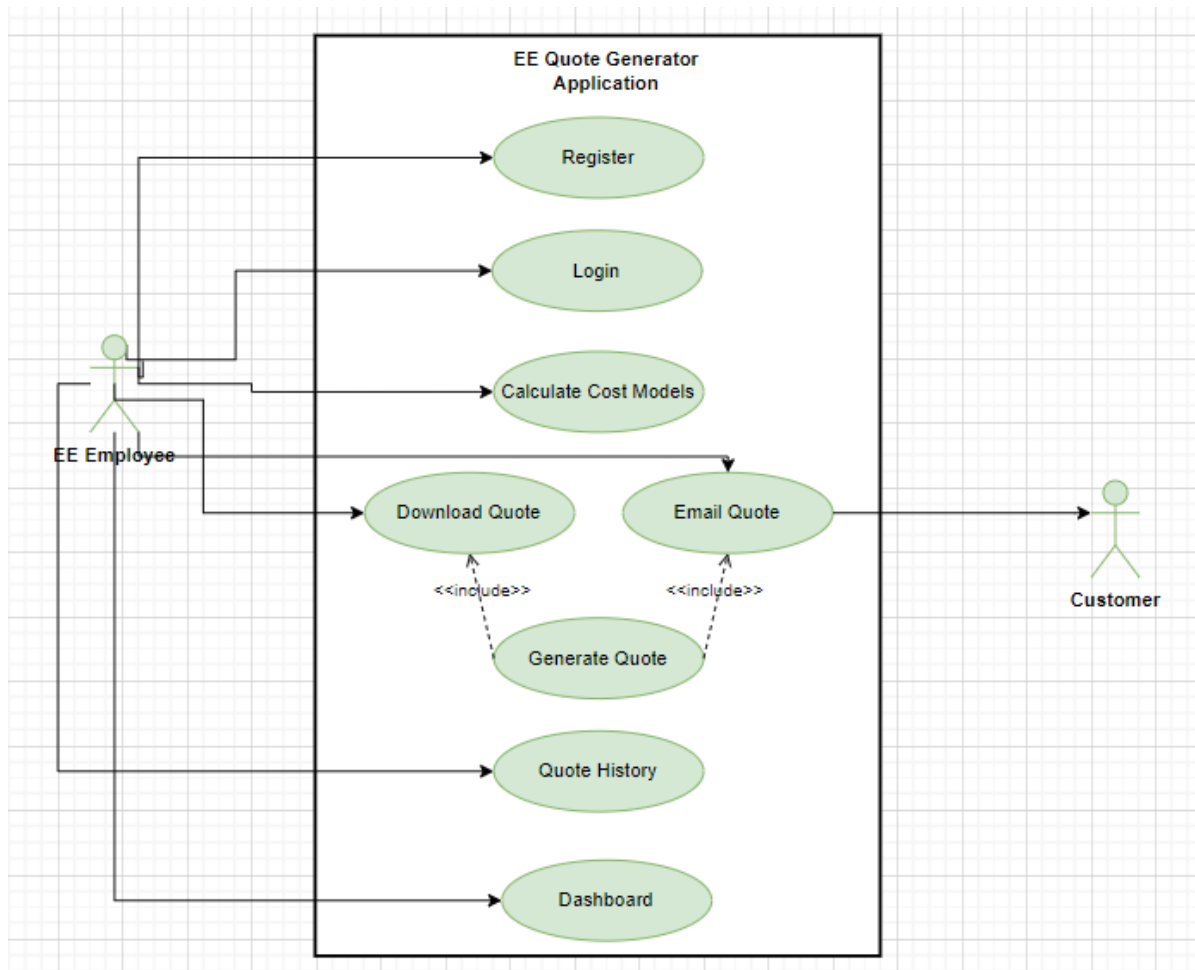 EE Quote Generator
Application
Register
Login
Calculate Cost Models
EE Employee
Download Quote
Email Quote
<<include>>
<<include>>
Customer
Generate Quote
Quote History
Dashboard